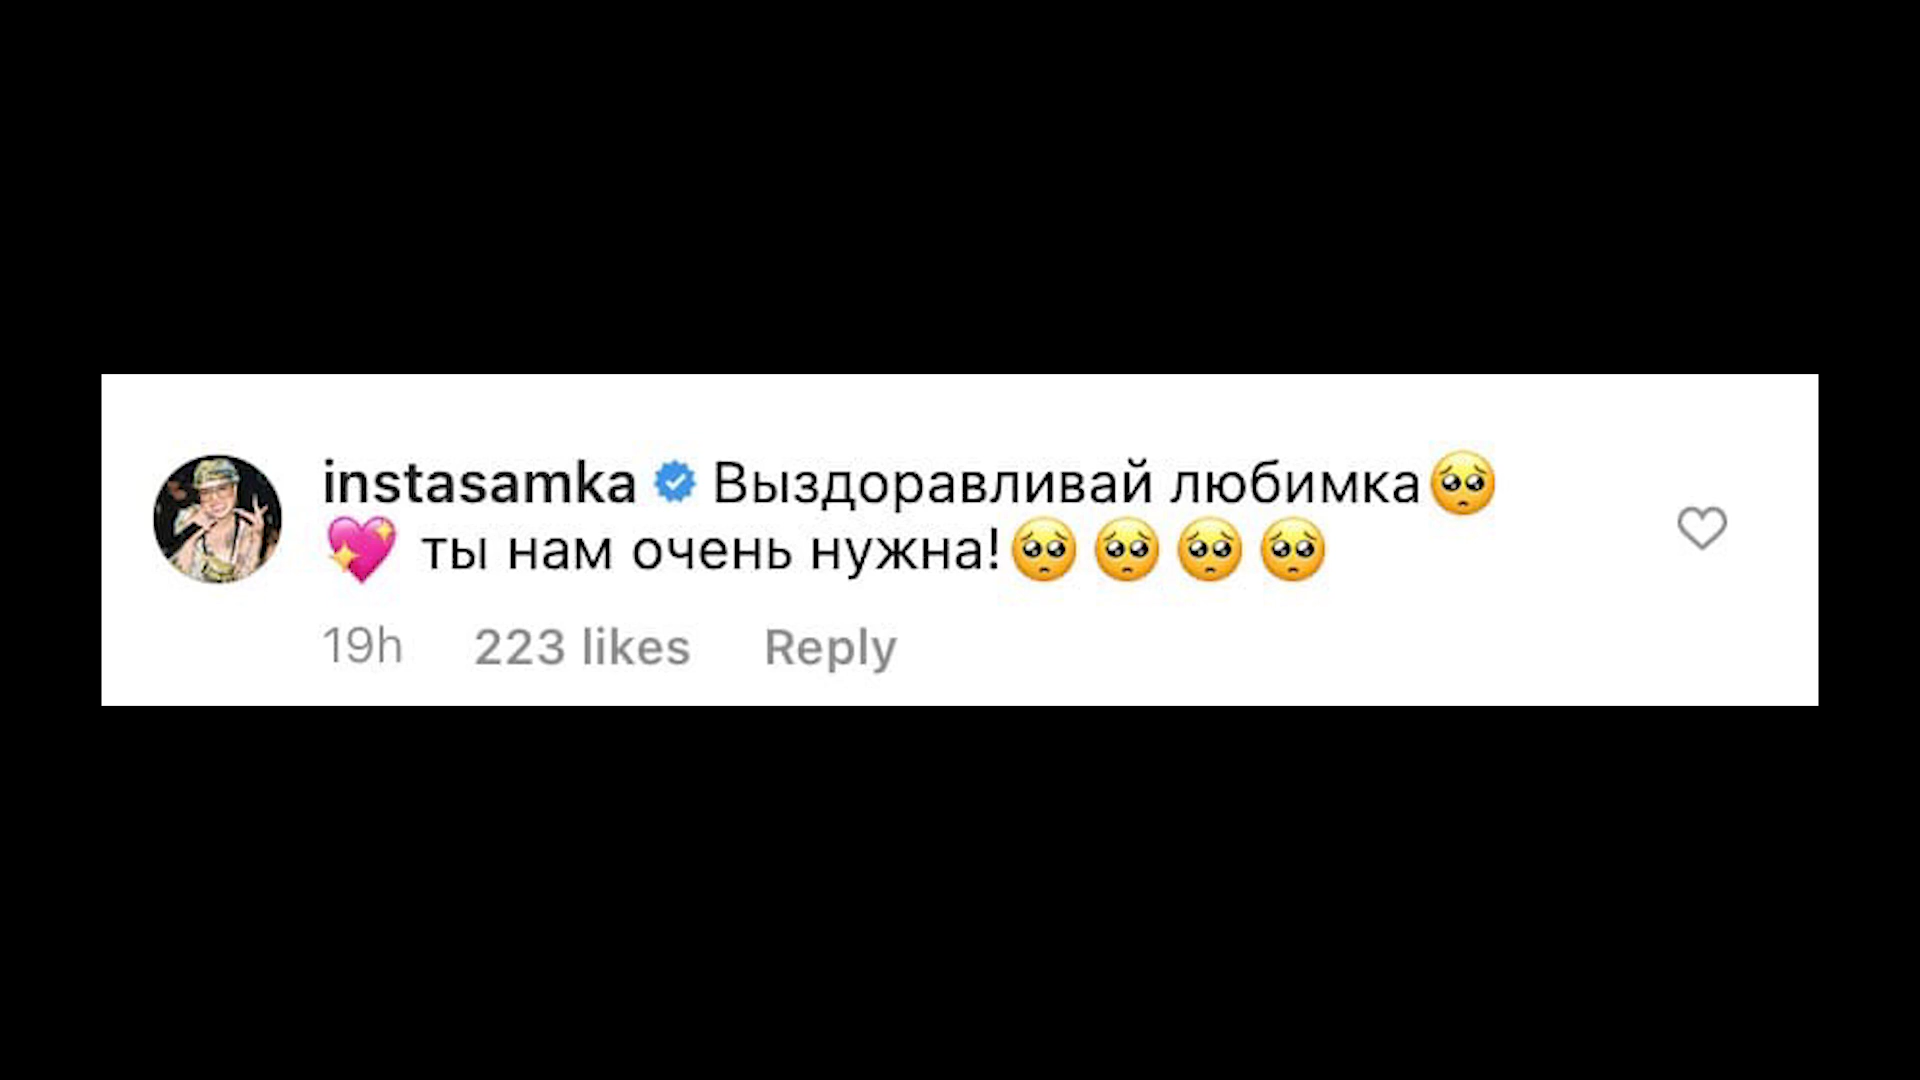 instasamka Выздоравливай любимка🥺
💖 ты нам очень нужна!🥺🥺🥺🥺
19h 223 likes Reply